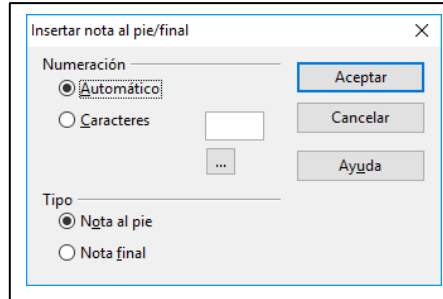 Insertar nota al pie/final
Numeración
Automático
Caracteres
...
Tipo
Nota al pie
Nota final
Aceptar
Cancelar
Ayuda